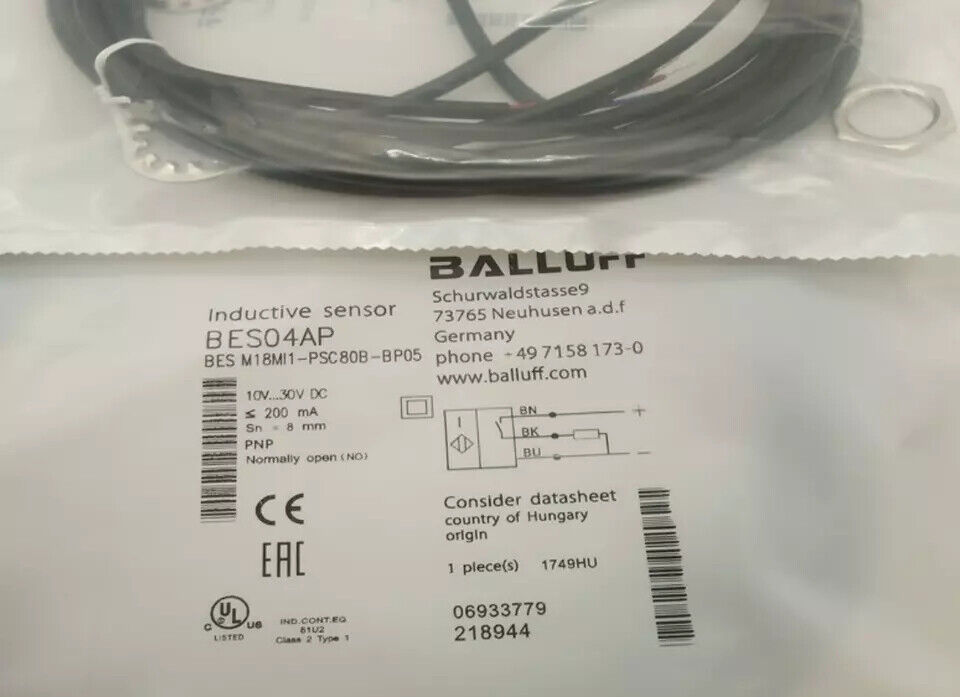 BALLUFF
Schurwaldstasse9
73765 Neuhusen a.d.f
Germany
phone +49 7158 173-0
www.balluff.com
Inductive sensor
BES04AP
BES M18MI1-PSC80B-BP05
10V...30V DC
≤ 200 mA
Sn = 8 mm
PNP
Normally open (NO)
BN
+
BK
BU
−
CE
EAC
Consider datasheet
country of Hungary
origin
1 piece(s) 1749HU
06933779
218944
C UL US
LISTED
IND.CONT.EQ
61U2
Class 2 Type 1